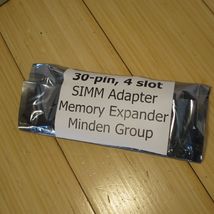 30-pin, 4 slot
SIMM Adapter
Memory Expander
Minden Group